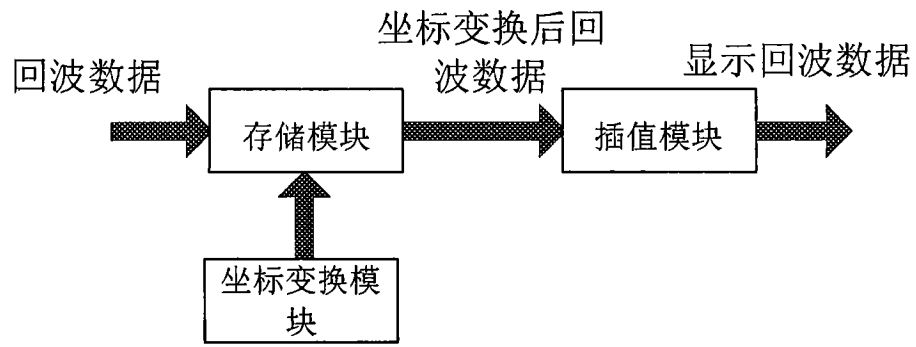 回波数据
坐标变换后回
波数据
显示回波数据
存储模块
插值模块
坐标变换模
块